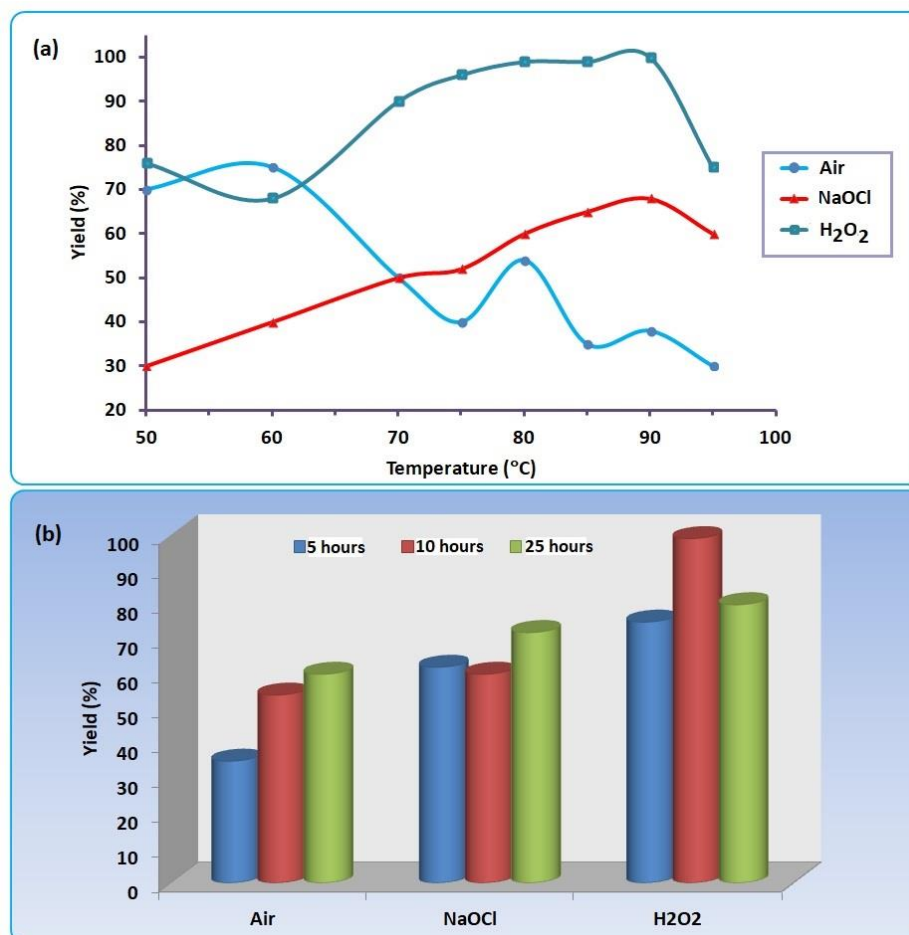 (a)
100
90
80
70
60
50
40
30
20
Yield (%)
50 60 70 80 90 100
Temperature (°C)
Air
NaOCl
H₂O₂
(b)
5 hours 10 hours 25 hours
100
90
80
70
60
50
40
30
20
10
0
Yield (%)
Air NaOCl H2O2